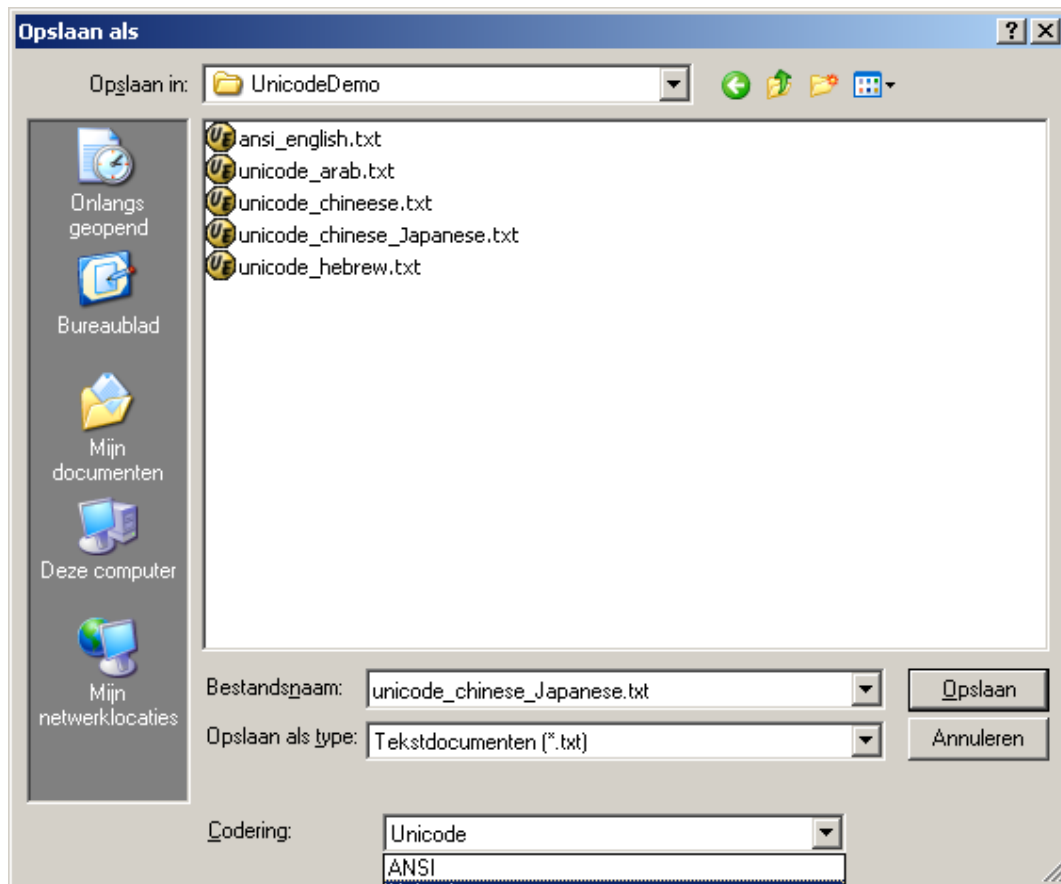 Opslaan als
Opslaan in:
UnicodeDemo
ansi_english.txt
unicode_arab.txt
unicode_chineese.txt
unicode_chinese_Japanese.txt
unicode_hebrew.txt
Onlangs
geopend
Bureaublad
Mijn
documenten
Deze computer
Mijn
netwerklocaties
Bestandsnaam:
unicode_chinese_Japanese.txt
Opslaan
Opslaan als type:
Tekstdocumenten (*.txt)
Annuleren
Codering:
Unicode
ANSI